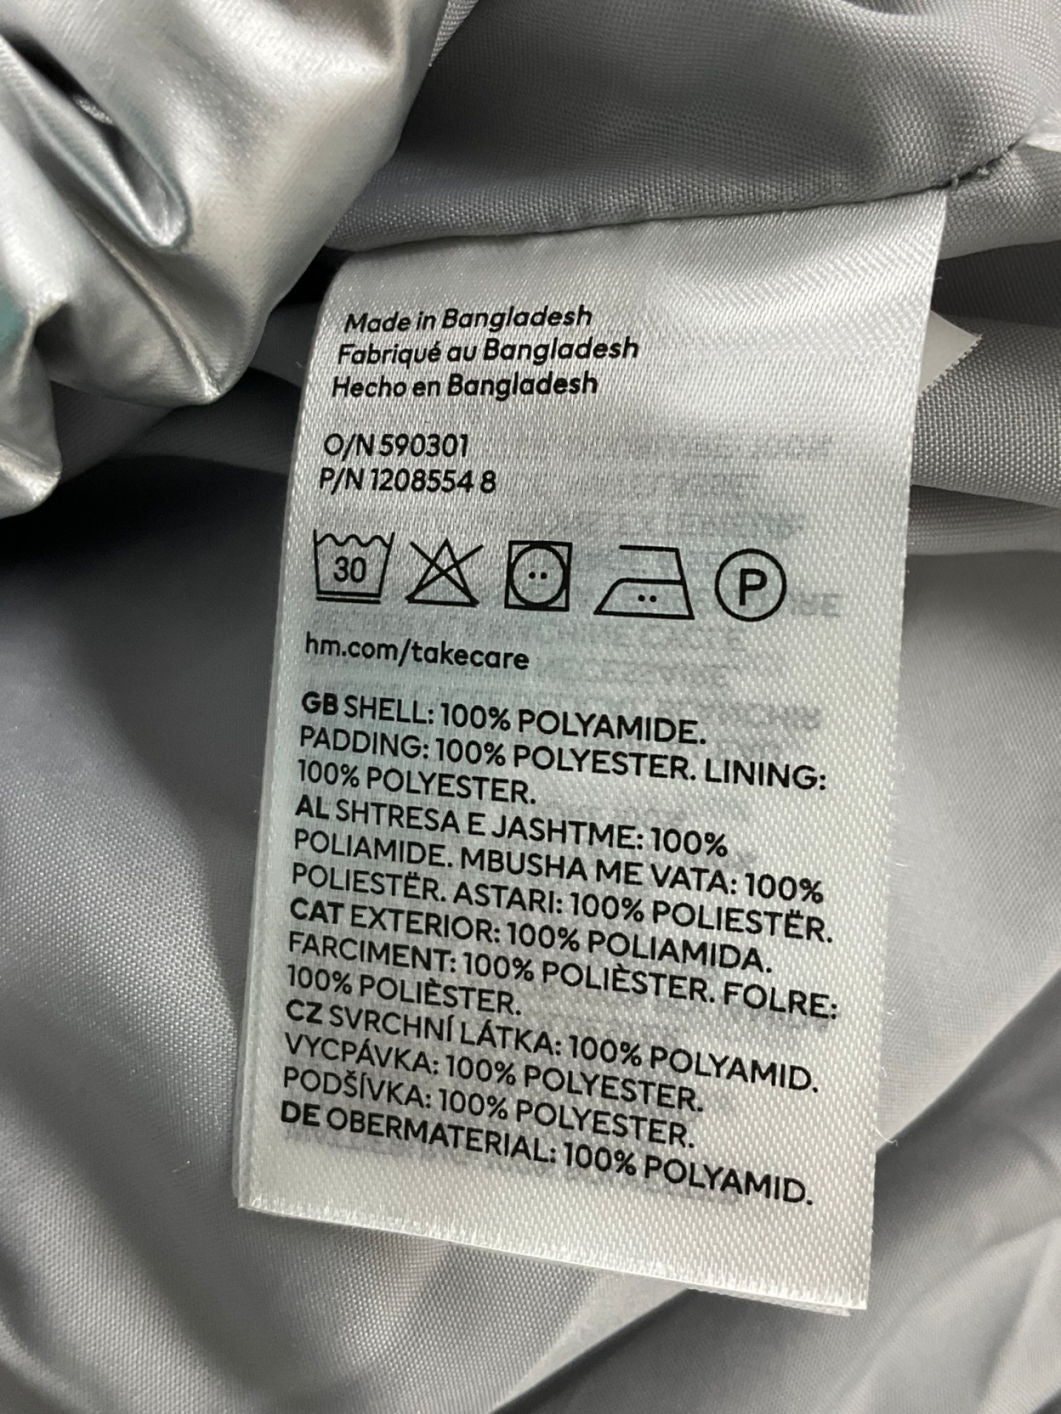 Made in Bangladesh
Fabriqué au Bangladesh
Hecho en Bangladesh
O/N 590301
P/N 1208554 8
30 P
hm.com/takecare
GB SHELL: 100% POLYAMIDE.
PADDING: 100% POLYESTER. LINING:
100% POLYESTER.
AL SHTRESA E JASHTME: 100%
POLIAMIDE. MBUSHA ME VATA: 100%
POLIESTËR. ASTARI: 100% POLIESTËR.
CAT EXTERIOR: 100% POLIAMIDA.
FARCIMENT: 100% POLIÈSTER. FOLRE:
100% POLIÈSTER.
CZ SVRCHNÍ LÁTKA: 100% POLYAMID.
VYCPÁVKA: 100% POLYESTER.
PODŠÍVKA: 100% POLYESTER.
DE OBERMATERIAL: 100% POLYAMID.